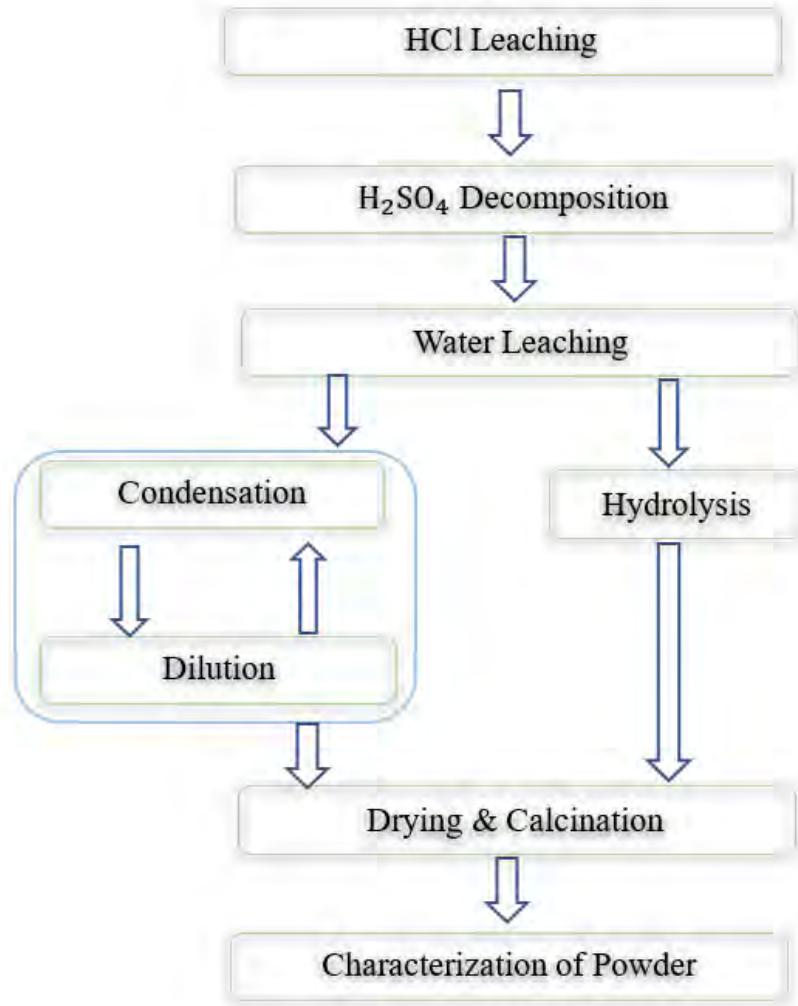 HCl Leaching
H₂SO₄ Decomposition
Water Leaching
Condensation
Hydrolysis
Dilution
Drying & Calcination
Characterization of Powder